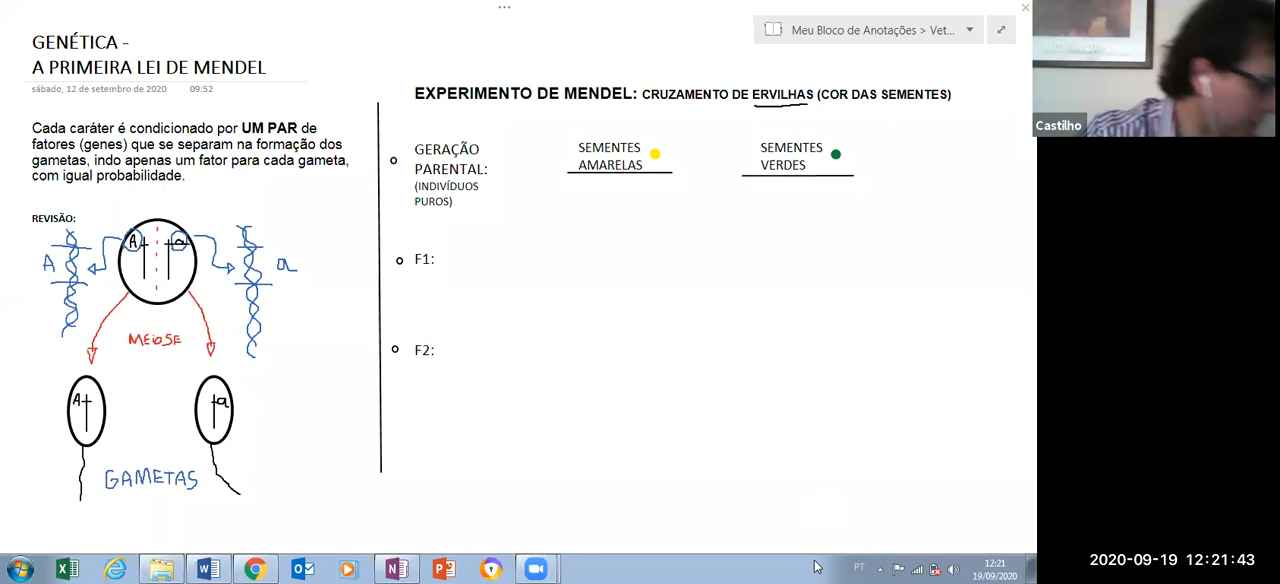 GENÉTICA -
A PRIMEIRA LEI DE MENDEL
sábado, 12 de setembro de 2020 09:52
Cada caráter é condicionado por UM PAR de
fatores (genes) que se separam na formação dos
gametas, indo apenas um fator para cada gameta,
com igual probabilidade.
REVISÃO:
A A a a
MEIOSE
A a
GAMETAS
Meu Bloco de Anotações > Vet...
EXPERIMENTO DE MENDEL: CRUZAMENTO DE ERVILHAS (COR DAS SEMENTES)
GERAÇÃO
PARENTAL:
(INDIVÍDUOS
PUROS)
SEMENTES
AMARELAS
SEMENTES
VERDES
F1:
F2:
Castilho
PT
12:21
19/09/2020
2020-09-19 12:21:43